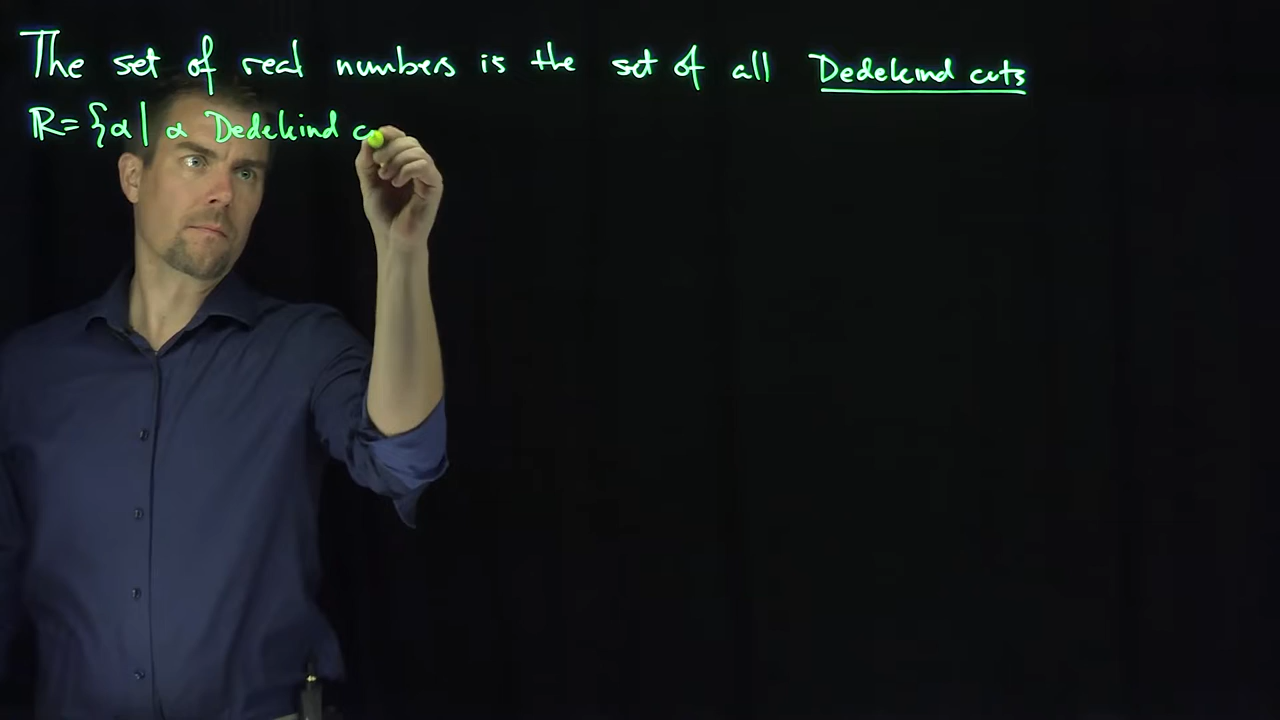 The set of real numbers is the set of all Dedekind cuts
ℝ = {α | α Dedekind c